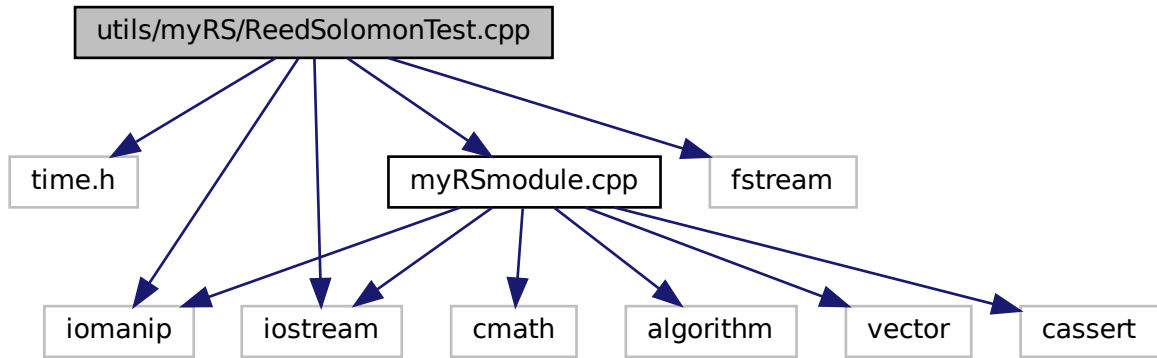 utils/myRS/ReedSolomonTest.cpp
time.h
myRSmodule.cpp
fstream
iomanip
iostream
cmath
algorithm
vector
cassert